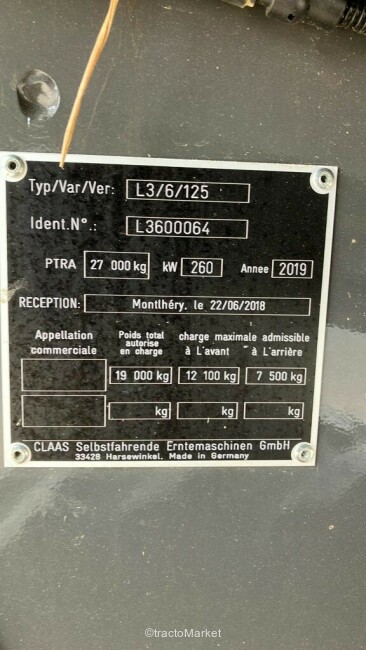 Typ/Var/Ver: L3/6/125
Ident.N°.: L3600064
PTRA 27 000 kg kW 260 Annee 2019
RECEPTION: Montlhéry, le 22/06/2018
Appellation commerciale
Poids total autorise en charge
charge maximale admissible
à L'avant à L'arrière
19 000 kg 12 100 kg 7 500 kg
kg kg kg
CLAAS Selbstfahrende Erntemaschinen GmbH
33428 Harsewinkel, Made in Germany
©tractoMarket